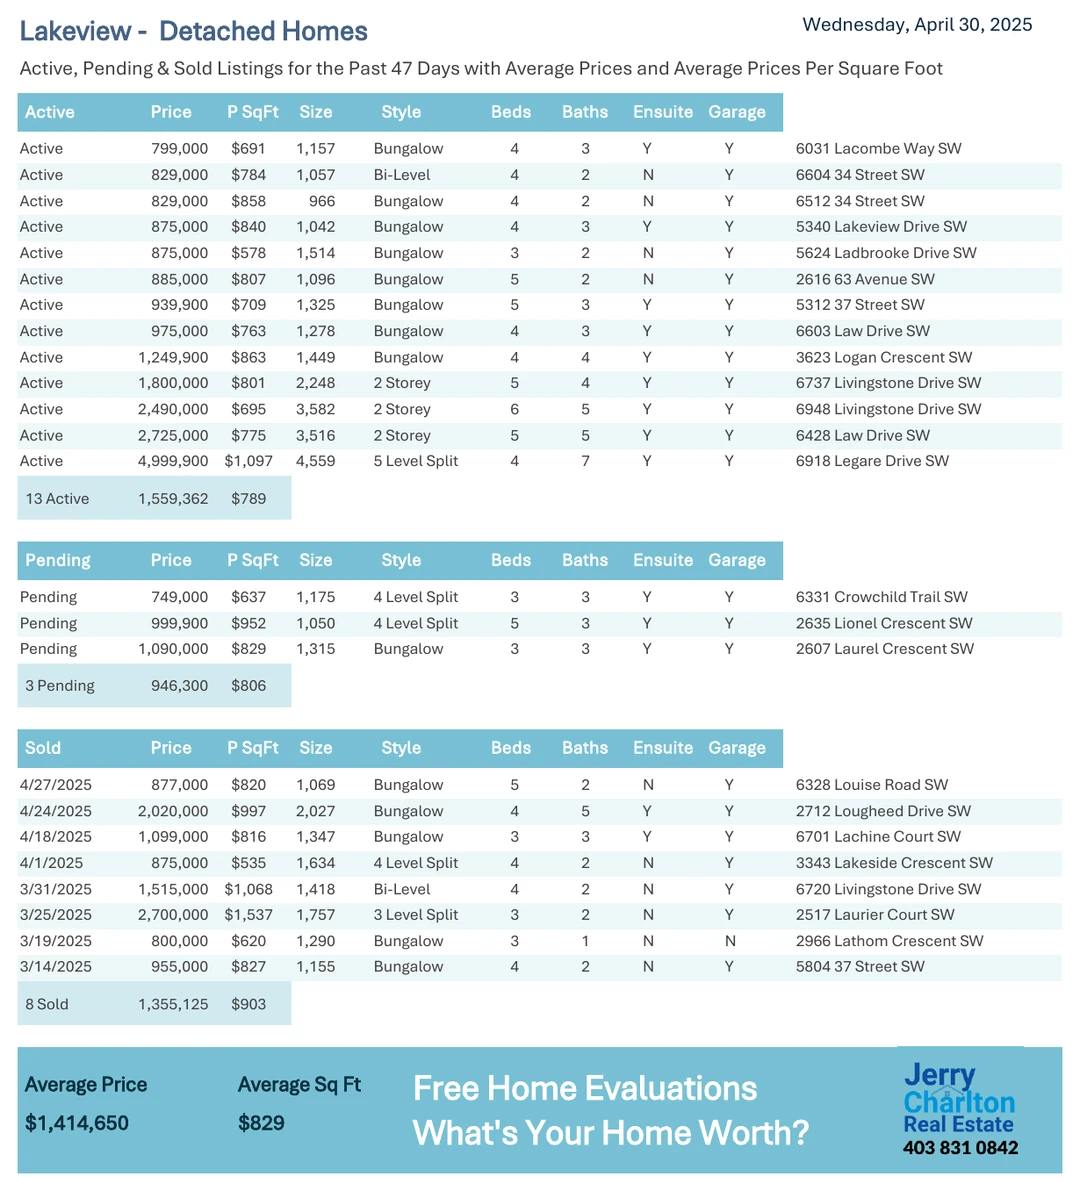 Lakeview - Detached Homes
Wednesday, April 30, 2025
Active, Pending & Sold Listings for the Past 47 Days with Average Prices and Average Prices Per Square Foot
Active Price P SqFt Size Style Beds Baths Ensuite Garage
Active 799,000 $691 1,157 Bungalow 4 3 Y Y 6031 Lacombe Way SW
Active 829,000 $784 1,057 Bi-Level 4 2 N Y 6604 34 Street SW
Active 829,000 $858 966 Bungalow 4 2 N Y 6512 34 Street SW
Active 875,000 $840 1,042 Bungalow 4 3 Y Y 5340 Lakeview Drive SW
Active 875,000 $578 1,514 Bungalow 3 2 N Y 5624 Ladbrooke Drive SW
Active 885,000 $807 1,096 Bungalow 5 2 N Y 2616 63 Avenue SW
Active 939,900 $709 1,325 Bungalow 5 3 Y Y 5312 37 Street SW
Active 975,000 $763 1,278 Bungalow 4 3 Y Y 6603 Law Drive SW
Active 1,249,900 $863 1,449 Bungalow 4 4 Y Y 3623 Logan Crescent SW
Active 1,800,000 $801 2,248 2 Storey 5 4 Y Y 6737 Livingstone Drive SW
Active 2,490,000 $695 3,582 2 Storey 6 5 Y Y 6948 Livingstone Drive SW
Active 2,725,000 $775 3,516 2 Storey 5 5 Y Y 6428 Law Drive SW
Active 4,999,900 $1,097 4,559 5 Level Split 4 7 Y Y 6918 Legare Drive SW
13 Active 1,559,362 $789
Pending Price P SqFt Size Style Beds Baths Ensuite Garage
Pending 749,000 $637 1,175 4 Level Split 3 3 Y Y 6331 Crowchild Trail SW
Pending 999,900 $952 1,050 4 Level Split 5 3 Y Y 2635 Lionel Crescent SW
Pending 1,090,000 $829 1,315 Bungalow 3 3 Y Y 2607 Laurel Crescent SW
3 Pending 946,300 $806
Sold Price P SqFt Size Style Beds Baths Ensuite Garage
4/27/2025 877,000 $820 1,069 Bungalow 5 2 N Y 6328 Louise Road SW
4/24/2025 2,020,000 $997 2,027 Bungalow 4 5 Y Y 2712 Lougheed Drive SW
4/18/2025 1,099,000 $816 1,347 Bungalow 3 3 Y Y 6701 Lachine Court SW
4/1/2025 875,000 $535 1,634 4 Level Split 4 2 N Y 3343 Lakeside Crescent SW
3/31/2025 1,515,000 $1,068 1,418 Bi-Level 4 2 N Y 6720 Livingstone Drive SW
3/25/2025 2,700,000 $1,537 1,757 3 Level Split 3 2 N Y 2517 Laurier Court SW
3/19/2025 800,000 $620 1,290 Bungalow 3 1 N N 2966 Lathom Crescent SW
3/14/2025 955,000 $827 1,155 Bungalow 4 2 N Y 5804 37 Street SW
8 Sold 1,355,125 $903
Average Price Average Sq Ft
$1,414,650 $829
Free Home Evaluations
What's Your Home Worth?
Jerry
Charlton
Real Estate
403 831 0842